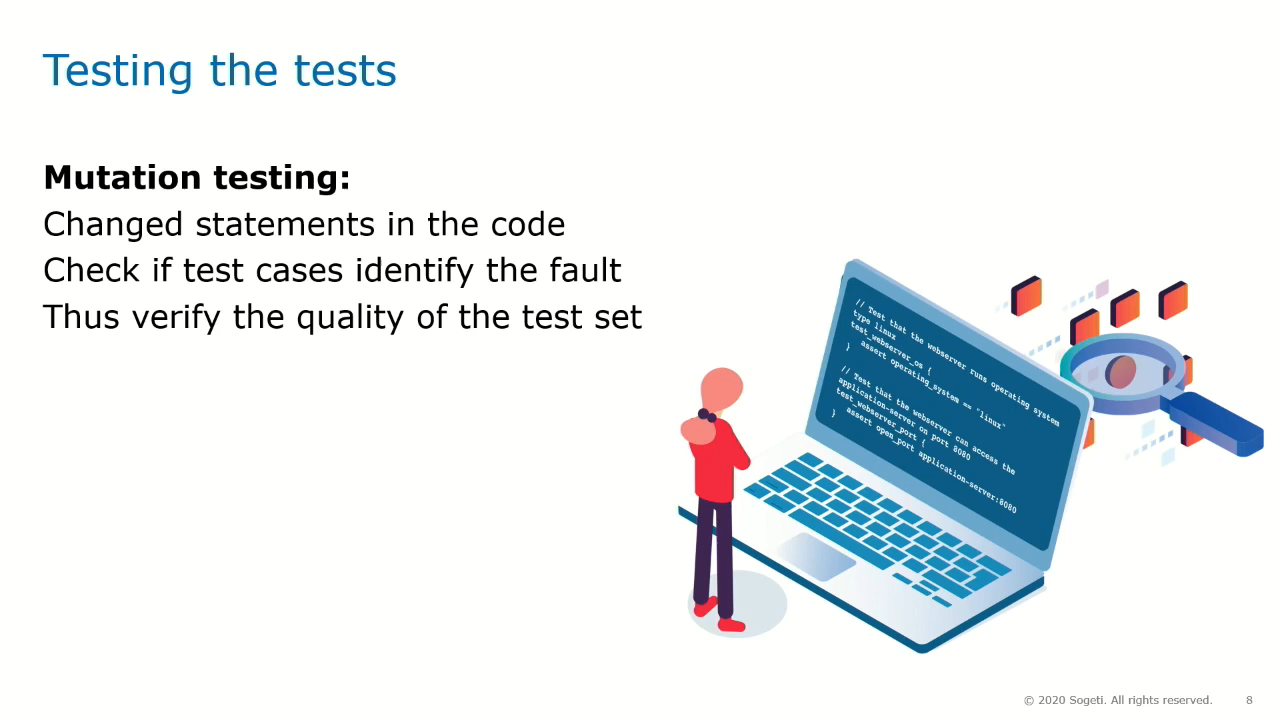 Testing the tests
Mutation testing:
Changed statements in the code
Check if test cases identify the fault
Thus verify the quality of the test set
// Test that the webserver runs operating system
type linux
test_webserver_os {
assert operating_system == "linux"
}
// Test that the webserver can access the
application-server on port 8080
test_webserver_port {
assert open_port application-server:8080
}
© 2020 Sogeti. All rights reserved.
8